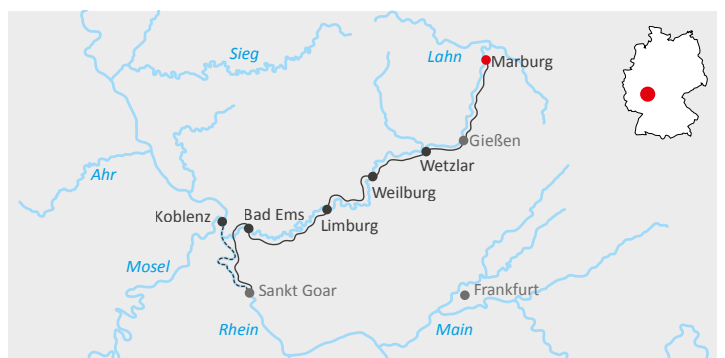 Sieg
Lahn
Marburg
Gießen
Wetzlar
Ahr
Weilburg
Koblenz
Bad Ems
Limburg
Mosel
Sankt Goar
Frankfurt
Rhein
Main